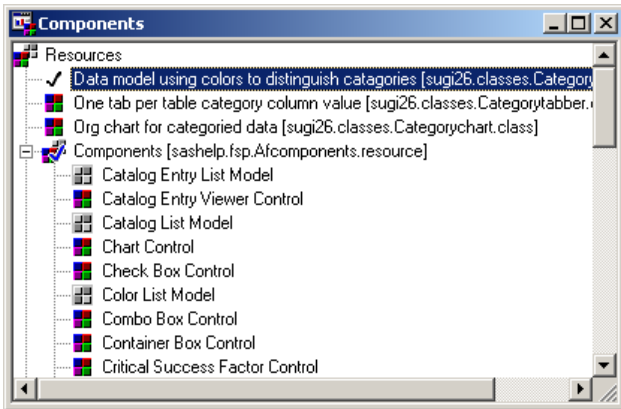 Components
Resources
Data model using colors to distinguish catagories [sugi26.classes.Category
One tab per table category column value [sugi26.classes.Categorytabber.
Org chart for categoried data [sugi26.classes.Categorychart.class]
Components [sashelp.fsp.Afcomponents.resource]
Catalog Entry List Model
Catalog Entry Viewer Control
Catalog List Model
Chart Control
Check Box Control
Color List Model
Combo Box Control
Container Box Control
Critical Success Factor Control